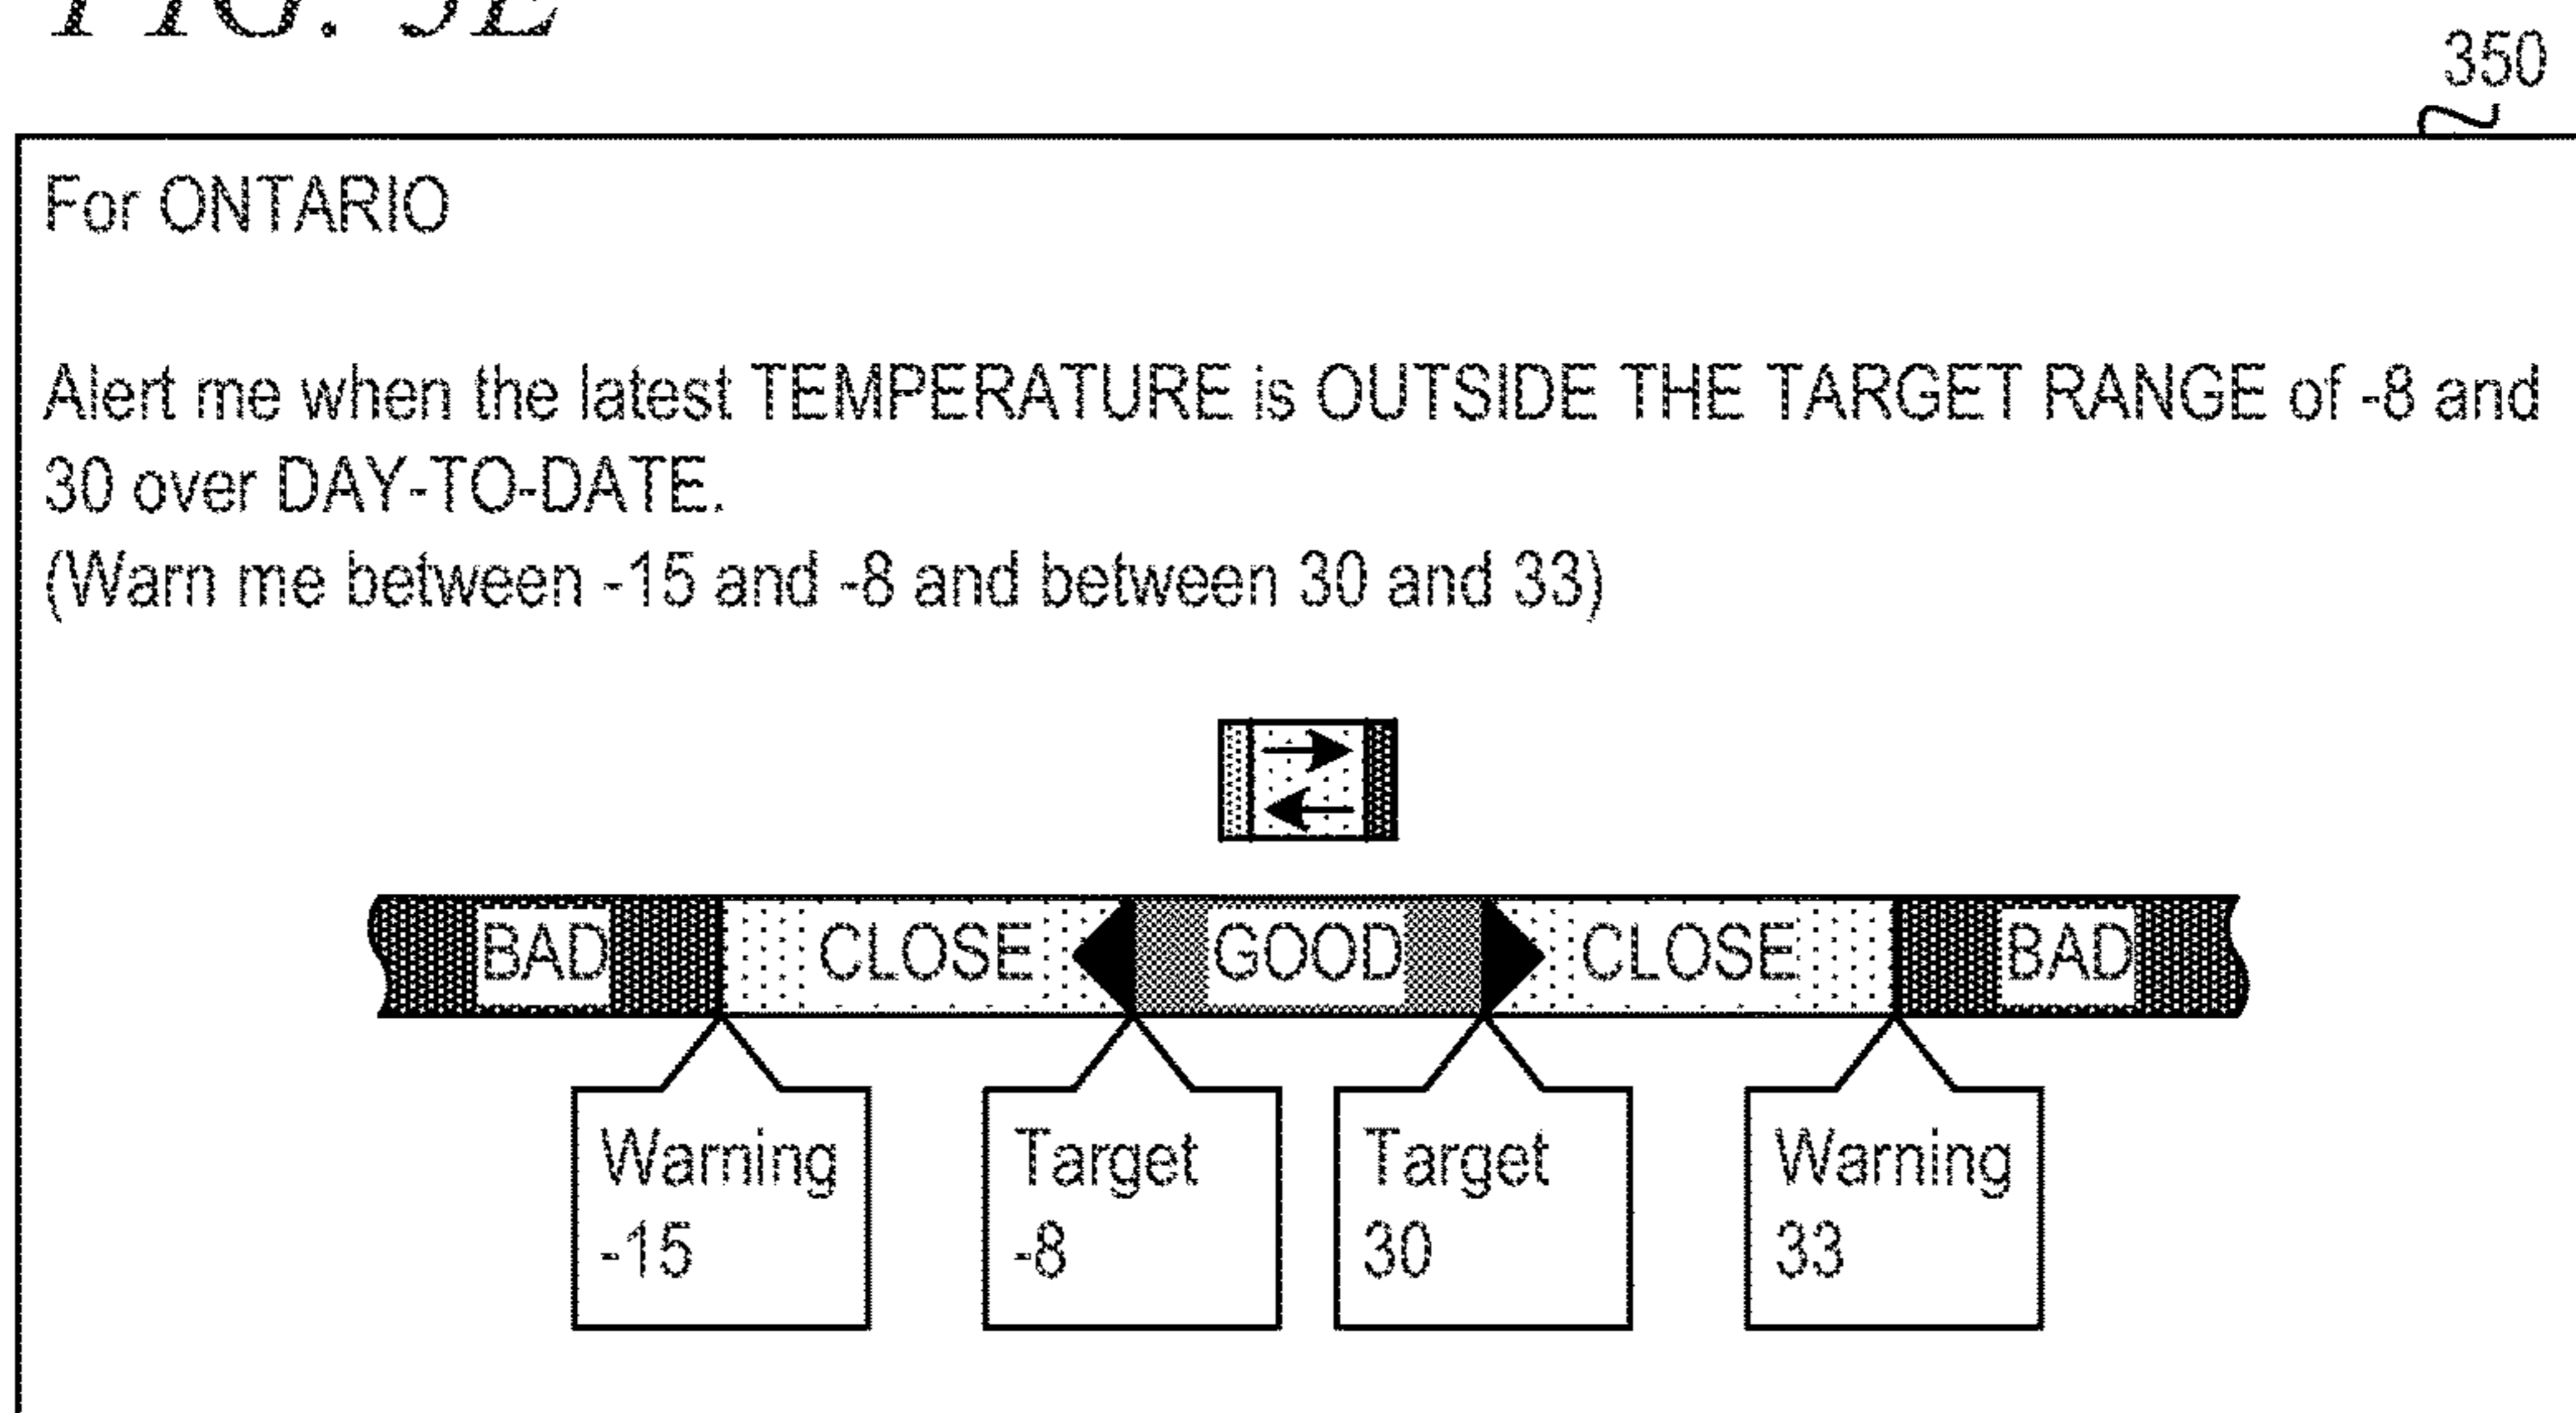 FIG. 3E
350
For ONTARIO
Alert me when the latest TEMPERATURE is OUTSIDE THE TARGET RANGE of -8 and
30 over DAY-TO-DATE.
(Warn me between -15 and -8 and between 30 and 33)
BAD CLOSE GOOD CLOSE BAD
Warning Target Target Warning
-15 -8 30 33